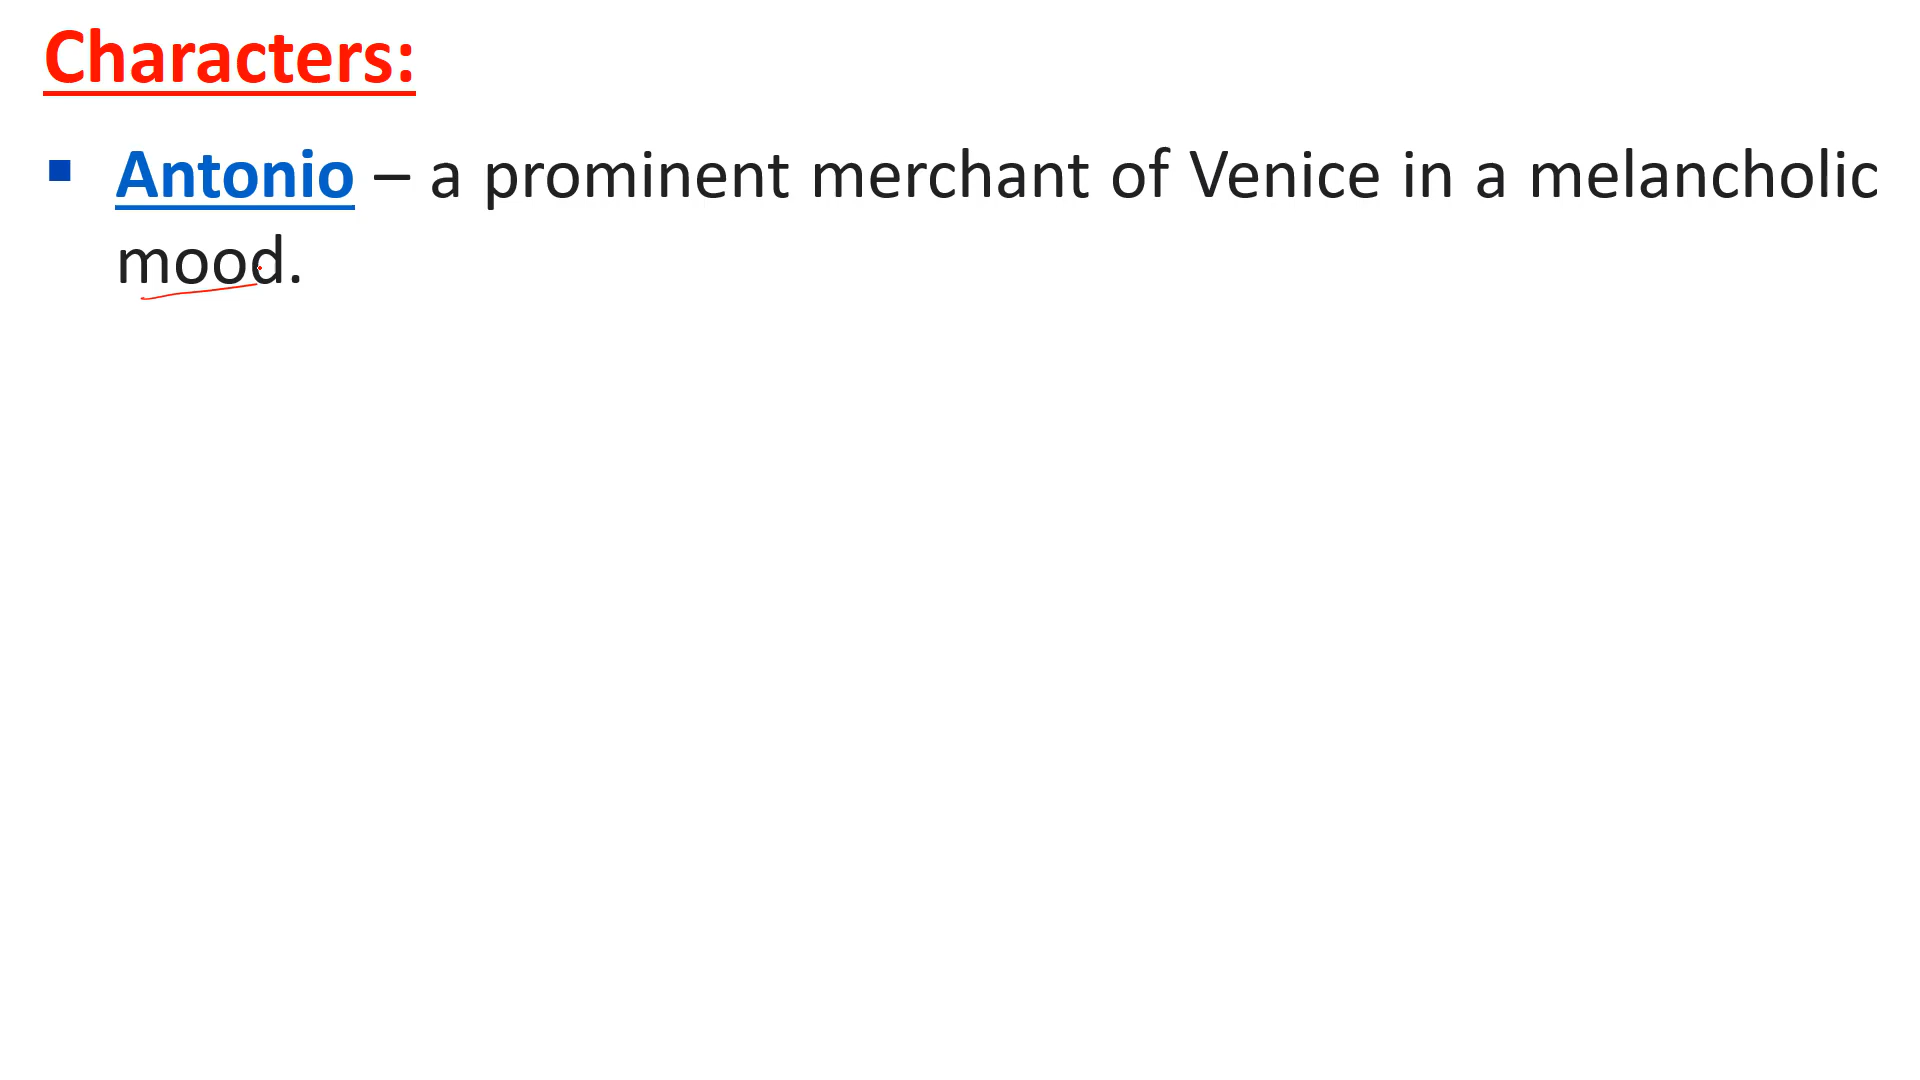 Characters:
▪ Antonio – a prominent merchant of Venice in a melancholic
mood.